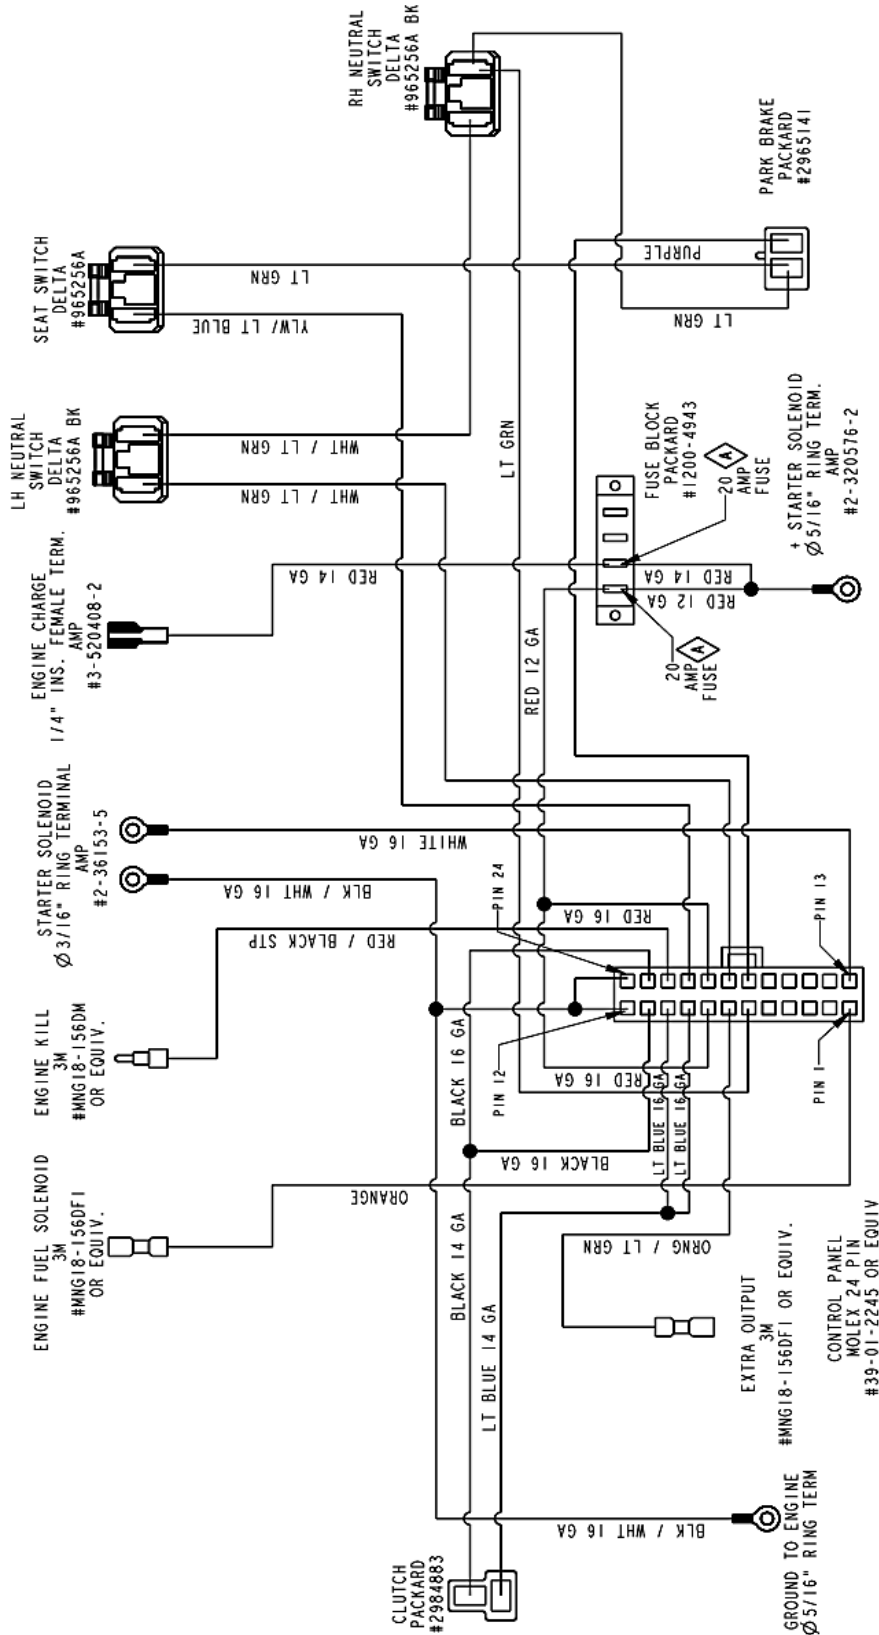 ENGINE FUEL SOLENOID
3M
#MNG18-156DFI
OR EQUIV.
ENGINE KILL
3M
#MNG18-156DM
OR EQUIV.
STARTER SOLENOID
Ø3/16" RING TERMINAL
AMP
#2-36153-5
ENGINE CHARGE
1/4" INS. FEMALE TERM.
AMP
#3-520408-2
LH NEUTRAL
SWITCH
DELTA
#965256A BK
SEAT SWITCH
DELTA
#965256A
RH NEUTRAL
SWITCH
DELTA
#965256A BK
ORANGE
RED / BLACK STP
BLK / WHT 16 GA
WHITE 16 GA
RED 14 GA
WHT / LT GRN
WHT / LT GRN
YLW/ LT BLUE
LT GRN
CLUTCH
PACKARD
#2984883
BLACK 14 GA
BLACK 16 GA
LT BLUE 14 GA
BLACK 16 GA
RED 16 GA
RED 16 GA
RED 12 GA
LT GRN
PIN 12
PIN 24
LT BLUE 16 GA
LT BLUE 16 GA
ORNG / LT GRN
PIN 1
PIN 13
BLK / WHT 16 GA
GROUND TO ENGINE
Ø5/16" RING TERM
EXTRA OUTPUT
3M
#MNG18-156DFI OR EQUIV.
CONTROL PANEL
MOLEX 24 PIN
#39-01-2245 OR EQUIV
20
AMP
FUSE
A
RED 12 GA
RED 14 GA
FUSE BLOCK
PACKARD
#1200-4943
20
AMP
FUSE
A
+ STARTER SOLENOID
Ø5/16" RING TERM.
AMP
#2-320576-2
LT GRN
PURPLE
PARK BRAKE
PACKARD
#2965141